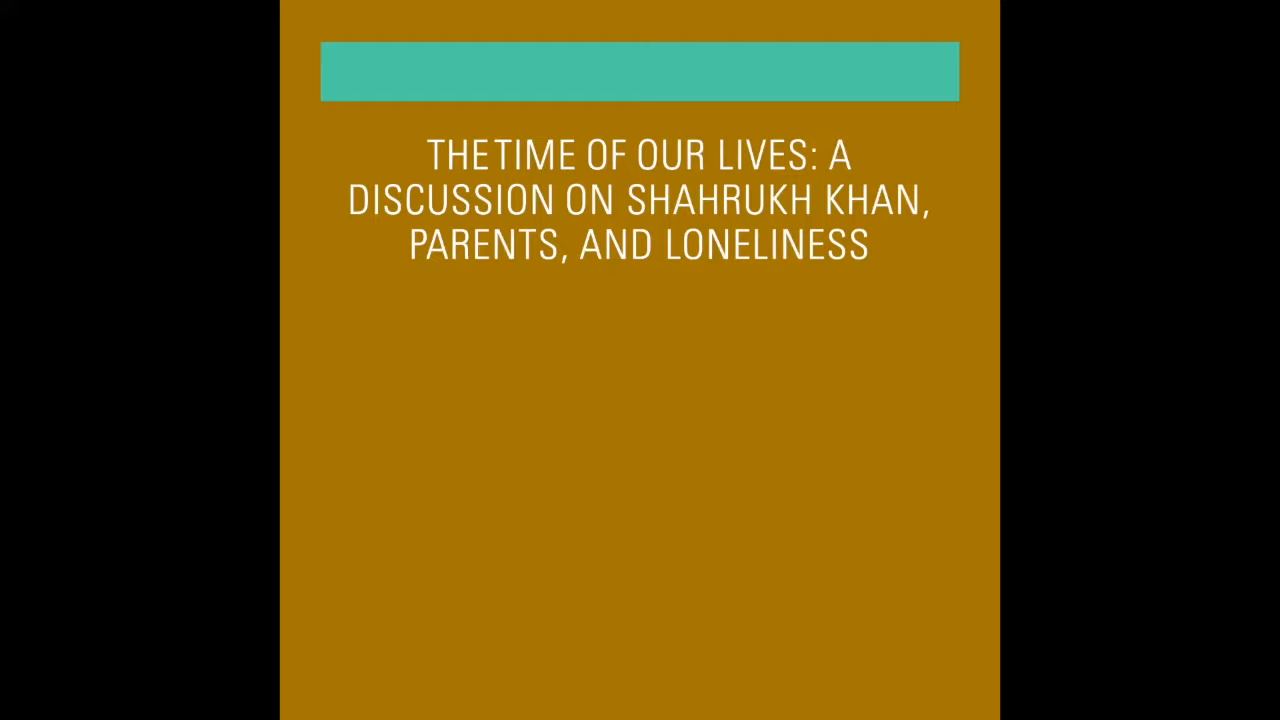 THE TIME OF OUR LIVES: A
DISCUSSION ON SHAHRUKH KHAN,
PARENTS, AND LONELINESS